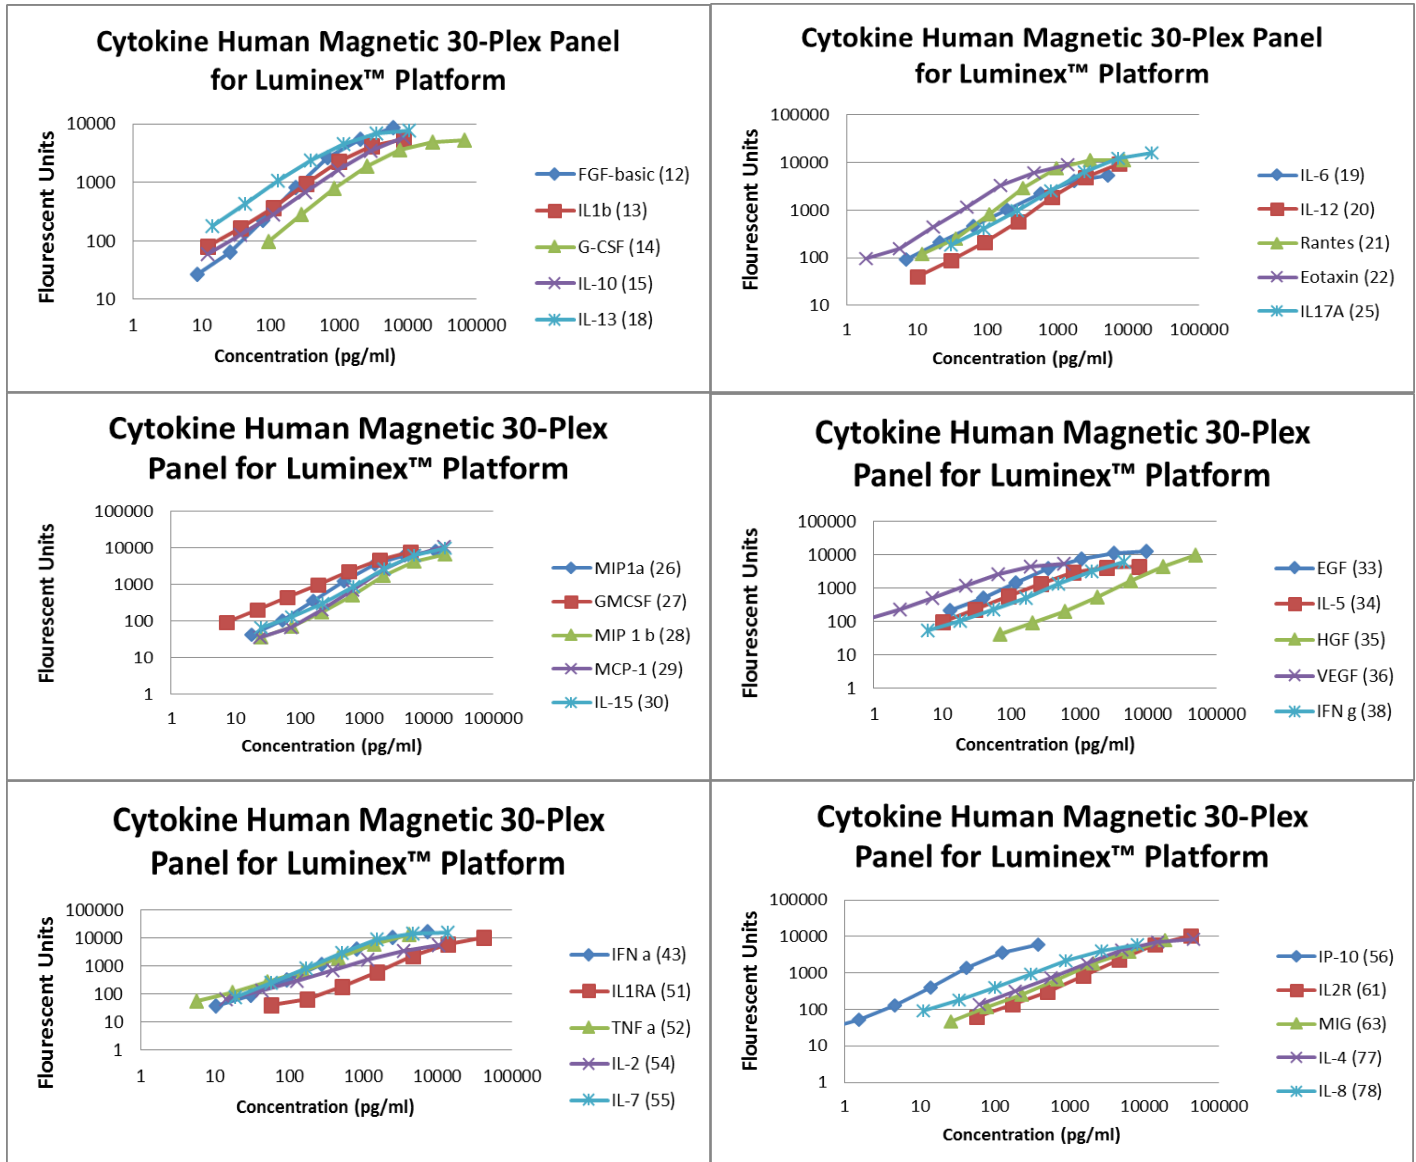 Cytokine Human Magnetic 30-Plex Panel
for Luminex™ Platform
Flourescent Units
10000
1000
100
10
1 10 100 1000 10000 100000
Concentration (pg/ml)
FGF-basic (12)
IL1b (13)
G-CSF (14)
IL-10 (15)
IL-13 (18)
Cytokine Human Magnetic 30-Plex Panel
for Luminex™ Platform
Flourescent Units
100000
10000
1000
100
10
1 10 100 1000 10000 100000
Concentration (pg/ml)
IL-6 (19)
IL-12 (20)
Rantes (21)
Eotaxin (22)
IL17A (25)
Cytokine Human Magnetic 30-Plex
Panel for Luminex™ Platform
Flourescent Units
100000
10000
1000
100
10
1
1 10 100 1000 10000 100000
Concentration (pg/ml)
MIP1a (26)
GMCSF (27)
MIP 1 b (28)
MCP-1 (29)
IL-15 (30)
Cytokine Human Magnetic 30-Plex
Panel for Luminex™ Platform
Flourescent Units
100000
10000
1000
100
10
1
1 10 100 1000 10000 100000
Concentration (pg/ml)
EGF (33)
IL-5 (34)
HGF (35)
VEGF (36)
IFN g (38)
Cytokine Human Magnetic 30-Plex
Panel for Luminex™ Platform
Flourescent Units
100000
10000
1000
100
10
1
1 10 100 1000 10000 100000
Concentration (pg/ml)
IFN a (43)
IL1RA (51)
TNF a (52)
IL-2 (54)
IL-7 (55)
Cytokine Human Magnetic 30-Plex
Panel for Luminex™ Platform
Flourescent Units
100000
10000
1000
100
10
1
1 10 100 1000 10000 100000
Concentration (pg/ml)
IP-10 (56)
IL2R (61)
MIG (63)
IL-4 (77)
IL-8 (78)